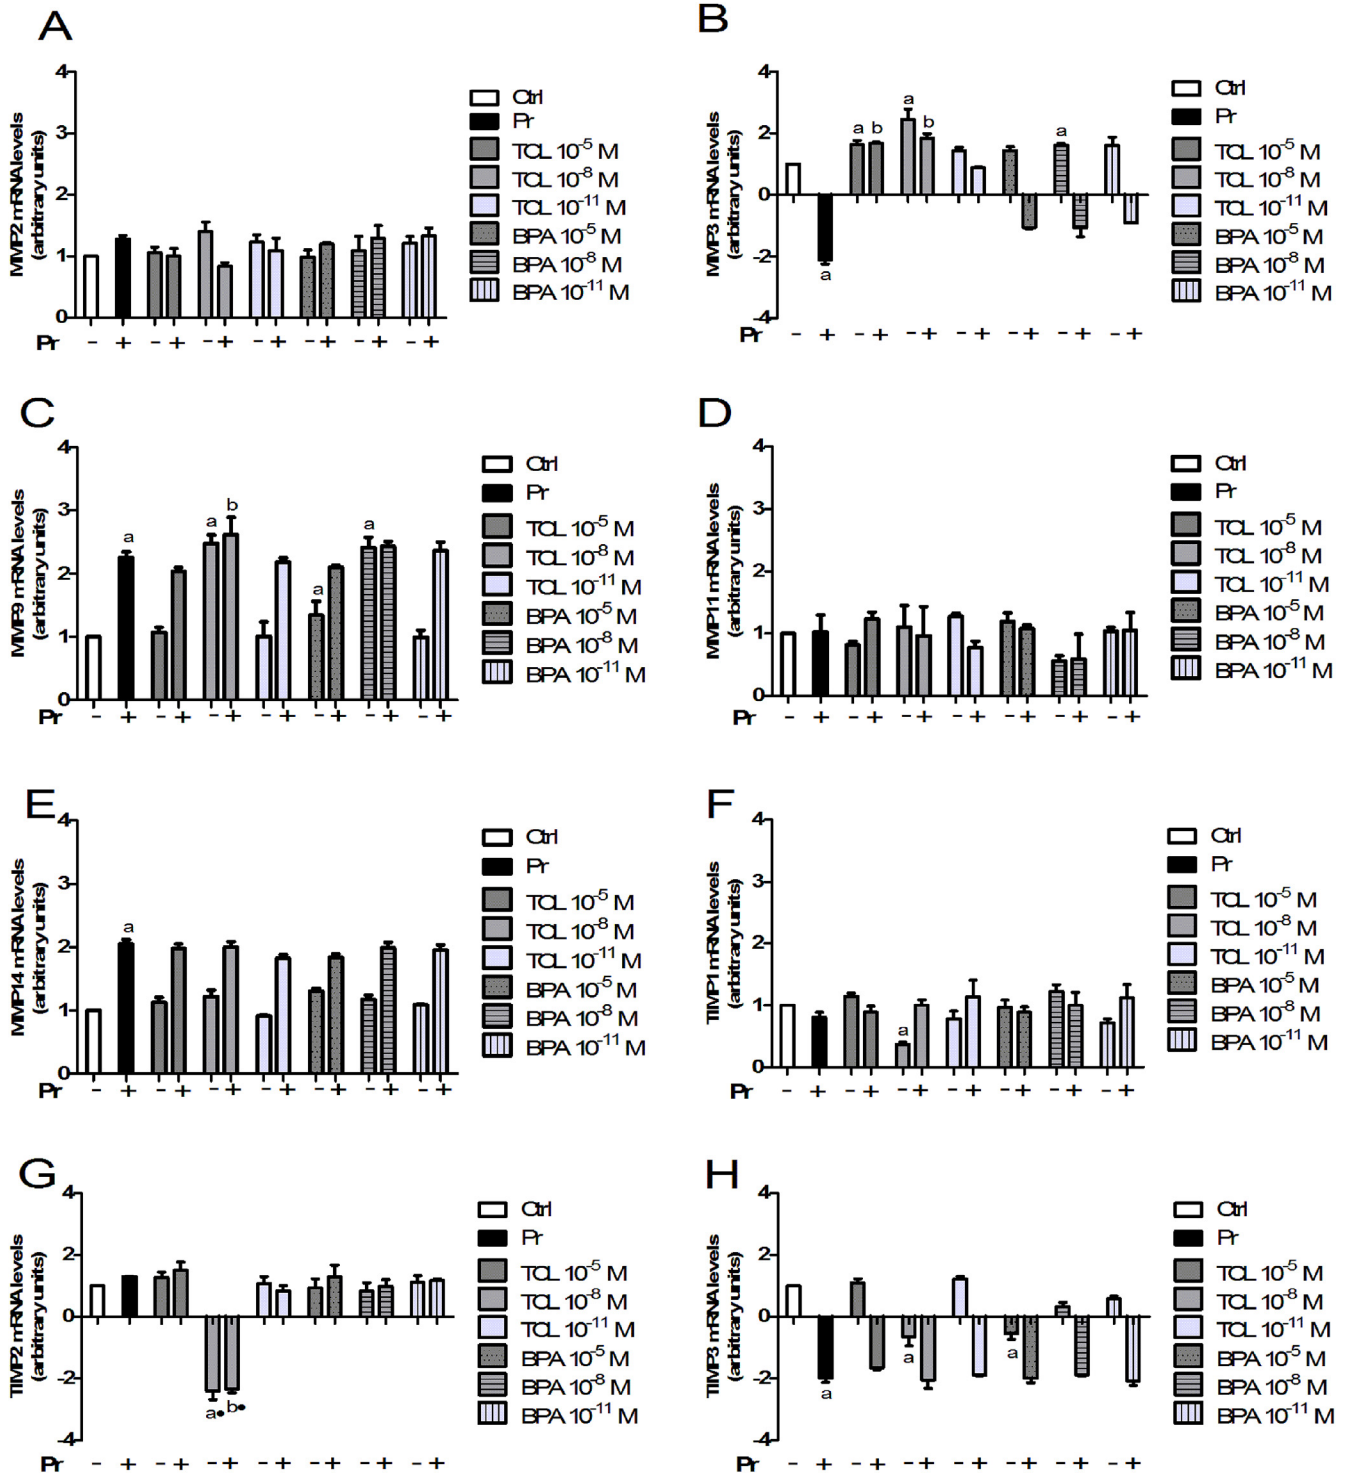 A
MMP2 mRNA levels
(arbitrary units)
4
3
2
1
0
Pr - + - + - + - + - + - + - +
Ctrl
Pr
TCL 10⁻⁵ M
TCL 10⁻⁸ M
TCL 10⁻¹¹ M
BPA 10⁻⁵ M
BPA 10⁻⁸ M
BPA 10⁻¹¹ M
B
MMP3 mRNA levels
(arbitrary units)
4
2
0
-2
-4
a
a b
a
b
a
Pr - + - + - + - + - + - + - +
Ctrl
Pr
TCL 10⁻⁵ M
TCL 10⁻⁸ M
TCL 10⁻¹¹ M
BPA 10⁻⁵ M
BPA 10⁻⁸ M
BPA 10⁻¹¹ M
C
MMP9 mRNA levels
(arbitrary units)
4
3
2
1
0
a
a
b
a
a
Pr - + - + - + - + - + - + - +
Ctrl
Pr
TCL 10⁻⁵ M
TCL 10⁻⁸ M
TCL 10⁻¹¹ M
BPA 10⁻⁵ M
BPA 10⁻⁸ M
BPA 10⁻¹¹ M
D
MMP11 mRNA levels
(arbitrary units)
4
3
2
1
0
Pr - + - + - + - + - + - + - +
Ctrl
Pr
TCL 10⁻⁵ M
TCL 10⁻⁸ M
TCL 10⁻¹¹ M
BPA 10⁻⁵ M
BPA 10⁻⁸ M
BPA 10⁻¹¹ M
E
MMP14 mRNA levels
(arbitrary units)
4
3
2
1
0
a
Pr - + - + - + - + - + - + - +
Ctrl
Pr
TCL 10⁻⁵ M
TCL 10⁻⁸ M
TCL 10⁻¹¹ M
BPA 10⁻⁵ M
BPA 10⁻⁸ M
BPA 10⁻¹¹ M
F
TIMP1 mRNA levels
(arbitrary units)
4
3
2
1
0
a
Pr - + - + - + - + - + - + - +
Ctrl
Pr
TCL 10⁻⁵ M
TCL 10⁻⁸ M
TCL 10⁻¹¹ M
BPA 10⁻⁵ M
BPA 10⁻⁸ M
BPA 10⁻¹¹ M
G
TIMP2 mRNA levels
(arbitrary units)
4
2
0
-2
-4
a• b•
Pr - + - + - + - + - + - + - +
Ctrl
Pr
TCL 10⁻⁵ M
TCL 10⁻⁸ M
TCL 10⁻¹¹ M
BPA 10⁻⁵ M
BPA 10⁻⁸ M
BPA 10⁻¹¹ M
H
TIMP3 mRNA levels
(arbitrary units)
4
2
0
-2
-4
a
a
a
Pr - + - + - + - + - + - + - +
Ctrl
Pr
TCL 10⁻⁵ M
TCL 10⁻⁸ M
TCL 10⁻¹¹ M
BPA 10⁻⁵ M
BPA 10⁻⁸ M
BPA 10⁻¹¹ M